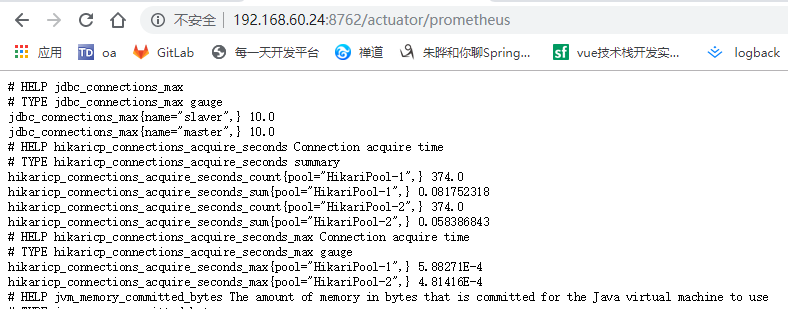 不安全 | 192.168.60.24:8762/actuator/prometheus
应用 TD oa GitLab 每一天开发平台 禅道 朱晔和你聊Spring... sf vue技术栈开发实... logback
# HELP jdbc_connections_max
# TYPE jdbc_connections_max gauge
jdbc_connections_max{name="slaver",} 10.0
jdbc_connections_max{name="master",} 10.0
# HELP hikaricp_connections_acquire_seconds Connection acquire time
# TYPE hikaricp_connections_acquire_seconds summary
hikaricp_connections_acquire_seconds_count{pool="HikariPool-1",} 374.0
hikaricp_connections_acquire_seconds_sum{pool="HikariPool-1",} 0.081752318
hikaricp_connections_acquire_seconds_count{pool="HikariPool-2",} 374.0
hikaricp_connections_acquire_seconds_sum{pool="HikariPool-2",} 0.058386843
# HELP hikaricp_connections_acquire_seconds_max Connection acquire time
# TYPE hikaricp_connections_acquire_seconds_max gauge
hikaricp_connections_acquire_seconds_max{pool="HikariPool-1",} 5.88271E-4
hikaricp_connections_acquire_seconds_max{pool="HikariPool-2",} 4.81416E-4
# HELP jvm_memory_committed_bytes The amount of memory in bytes that is committed for the Java virtual machine to use